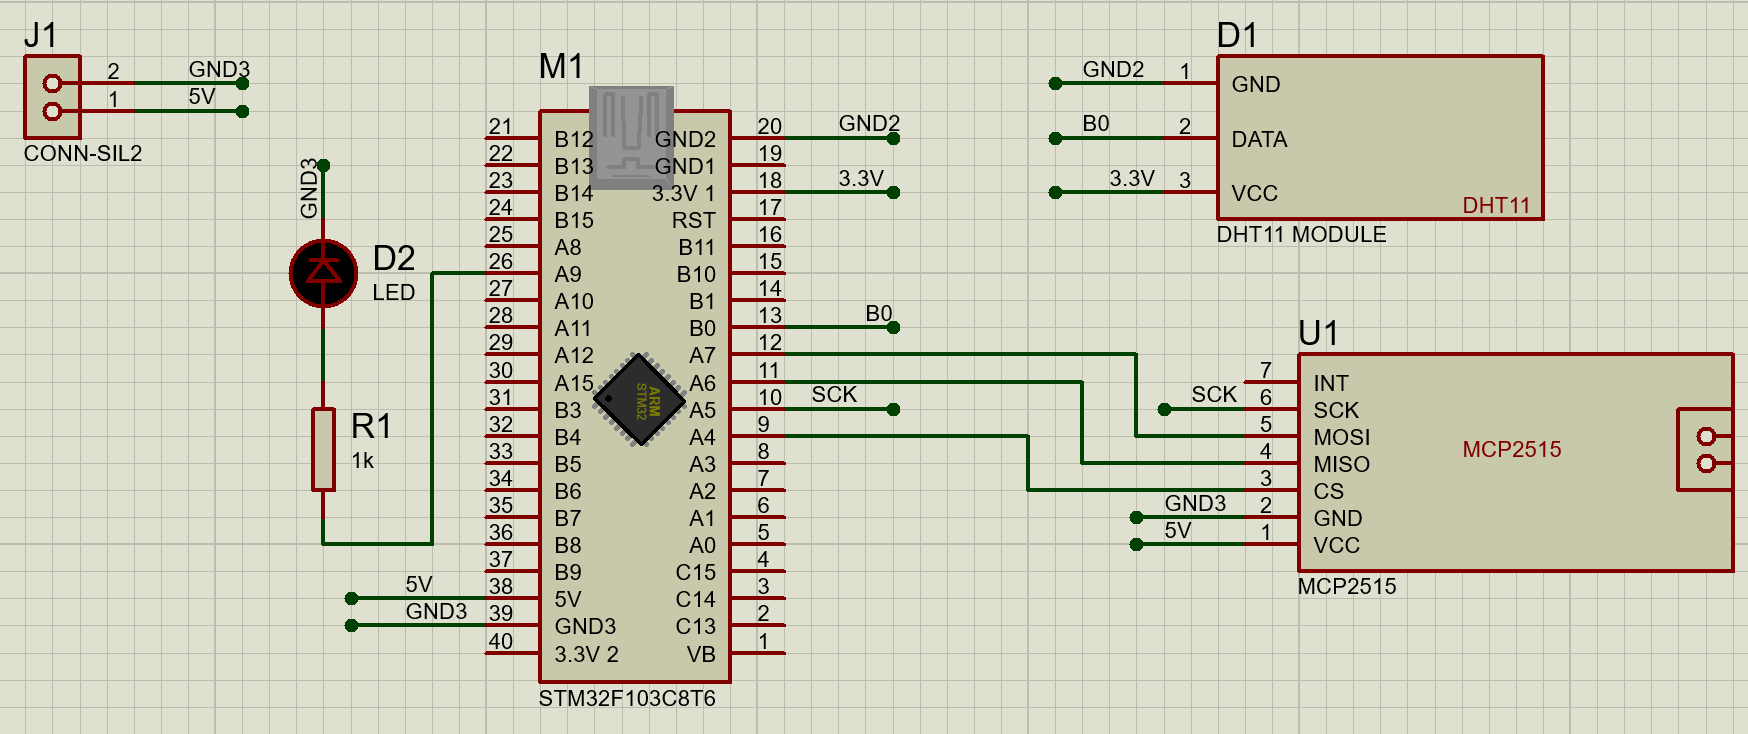 J1
2 GND3
1 5V
CONN-SIL2
GND3
D2
LED
R1
1k
M1
21 B12 GND2 20 GND2
22 B13 GND1 19
23 B14 3.3V 1 18 3.3V
24 B15 RST 17
25 A8 B11 16
26 A9 B10 15
27 A10 B1 14
28 A11 B0 13 B0
29 A12 A7 12
30 A15 A6 11
31 B3 A5 10 SCK
32 B4 A4 9
33 B5 A3 8
34 B6 A2 7
35 B7 A1 6
36 B8 A0 5
37 B9 C15 4
5V 38 5V C14 3
GND3 39 GND3 C13 2
40 3.3V 2 VB 1
ARM
STM32
STM32F103C8T6
D1
GND2 1 GND
B0 2 DATA
3.3V 3 VCC
DHT11
DHT11 MODULE
U1
7 INT
SCK 6 SCK
5 MOSI
4 MISO
3 CS
GND3 2 GND
5V 1 VCC
MCP2515
MCP2515